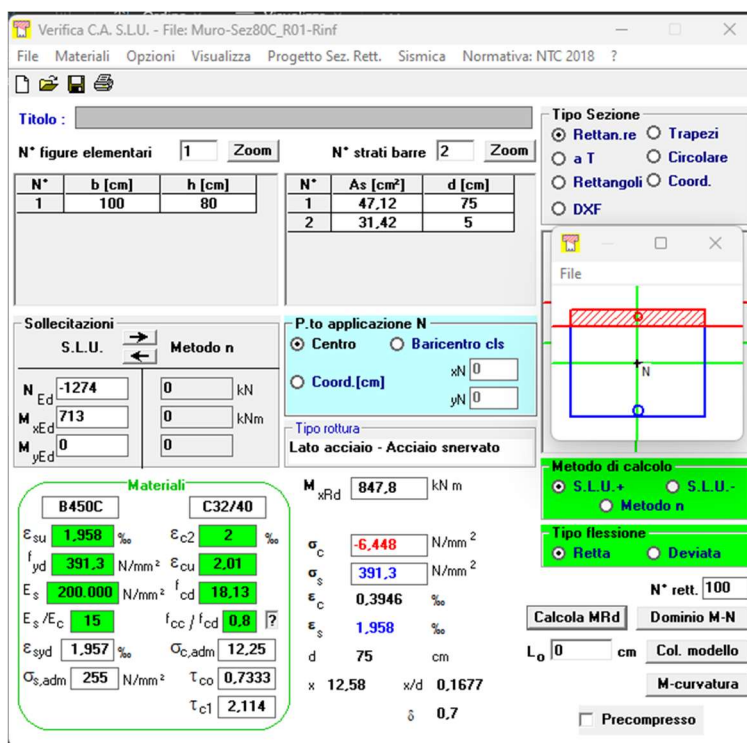 Verifica C.A. S.L.U. - File: Muro-Sez80C_R01-Rinf
File Materiali Opzioni Visualizza Progetto Sez. Rett. Sismica Normativa: NTC 2018 ?
Titolo :
N° figure elementari 1 Zoom
N° strati barre 2 Zoom
N° b [cm] h [cm]
1 100 80
N° As [cm²] d [cm]
1 47,12 75
2 31,42 5
Tipo Sezione
Rettan.re Trapezi
a T Circolare
Rettangoli Coord.
DXF
File
N
Sollecitazioni
S.L.U. Metodo n
N Ed -1274 0 kN
M xEd 713 0 kNm
M yEd 0 0
P.to applicazione N
Centro Baricentro cls
Coord.[cm]
xN 0
yN 0
Tipo rottura
Lato acciaio - Acciaio snervato
Metodo di calcolo
S.L.U.+ S.L.U.-
Metodo n
Tipo flessione
Retta Deviata
Materiali
B450C C32/40
εsu 1,958 ‰ εc2 2 ‰
fyd 391,3 N/mm² εcu 2,01
Es 200.000 N/mm² fcd 18,13
Es/Ec 15 fcc / fcd 0,8 ?
εsyd 1,957 ‰ σc,adm 12,25
σs,adm 255 N/mm² τco 0,7333
τc1 2,114
M xRd 847,8 kN m
σc -6,448 N/mm²
σs 391,3 N/mm²
εc 0,3946 ‰
εs 1,958 ‰
d 75 cm
x 12,58 x/d 0,1677
δ 0,7
N° rett. 100
Calcola MRd Dominio M-N
Lo 0 cm Col. modello
M-curvatura
Precompresso